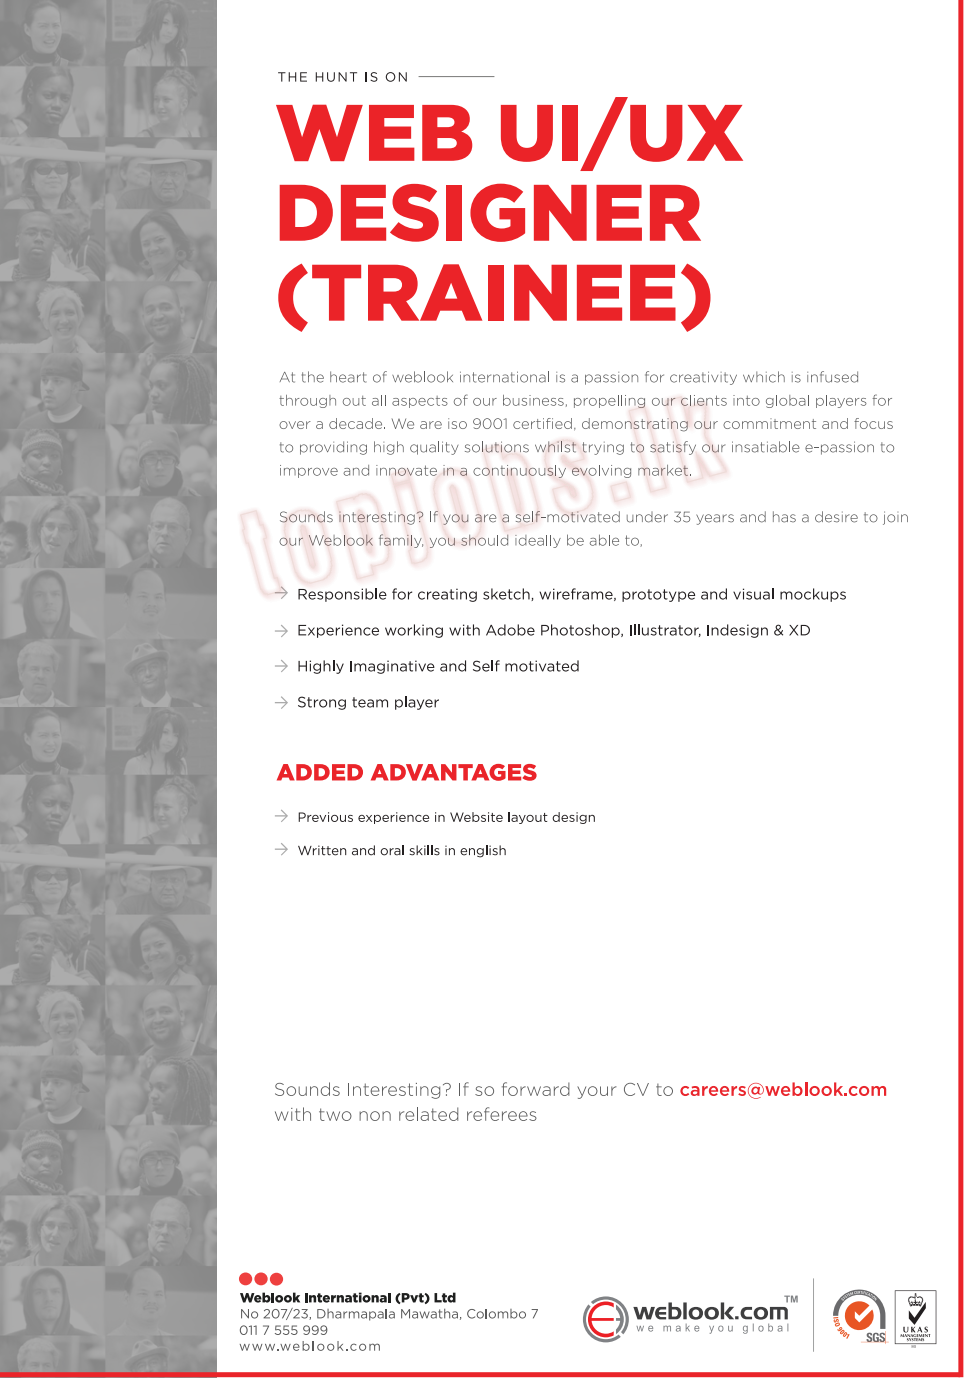 THE HUNT IS ON
WEB UI/UX
DESIGNER
(TRAINEE)
At the heart of weblook international is a passion for creativity which is infused
through out all aspects of our business, propelling our clients into global players for
over a decade. We are iso 9001 certified, demonstrating our commitment and focus
to providing high quality solutions whilst trying to satisfy our insatiable e-passion to
improve and innovate in a continuously evolving market.
topjobs.lk
Sounds interesting? If you are a self-motivated under 35 years and has a desire to join
our Weblook family, you should ideally be able to,
Responsible for creating sketch, wireframe, prototype and visual mockups
Experience working with Adobe Photoshop, Illustrator, Indesign & XD
Highly Imaginative and Self motivated
Strong team player
ADDED ADVANTAGES
Previous experience in Website layout design
Written and oral skills in english
Sounds Interesting? If so forward your CV to careers@weblook.com
with two non related referees
Weblook International (Pvt) Ltd
No 207/23, Dharmapala Mawatha, Colombo 7
011 7 555 999
www.weblook.com
weblook.com TM
we make you global
ISO 9001
SGS
UKAS
MANAGEMENT
SYSTEMS